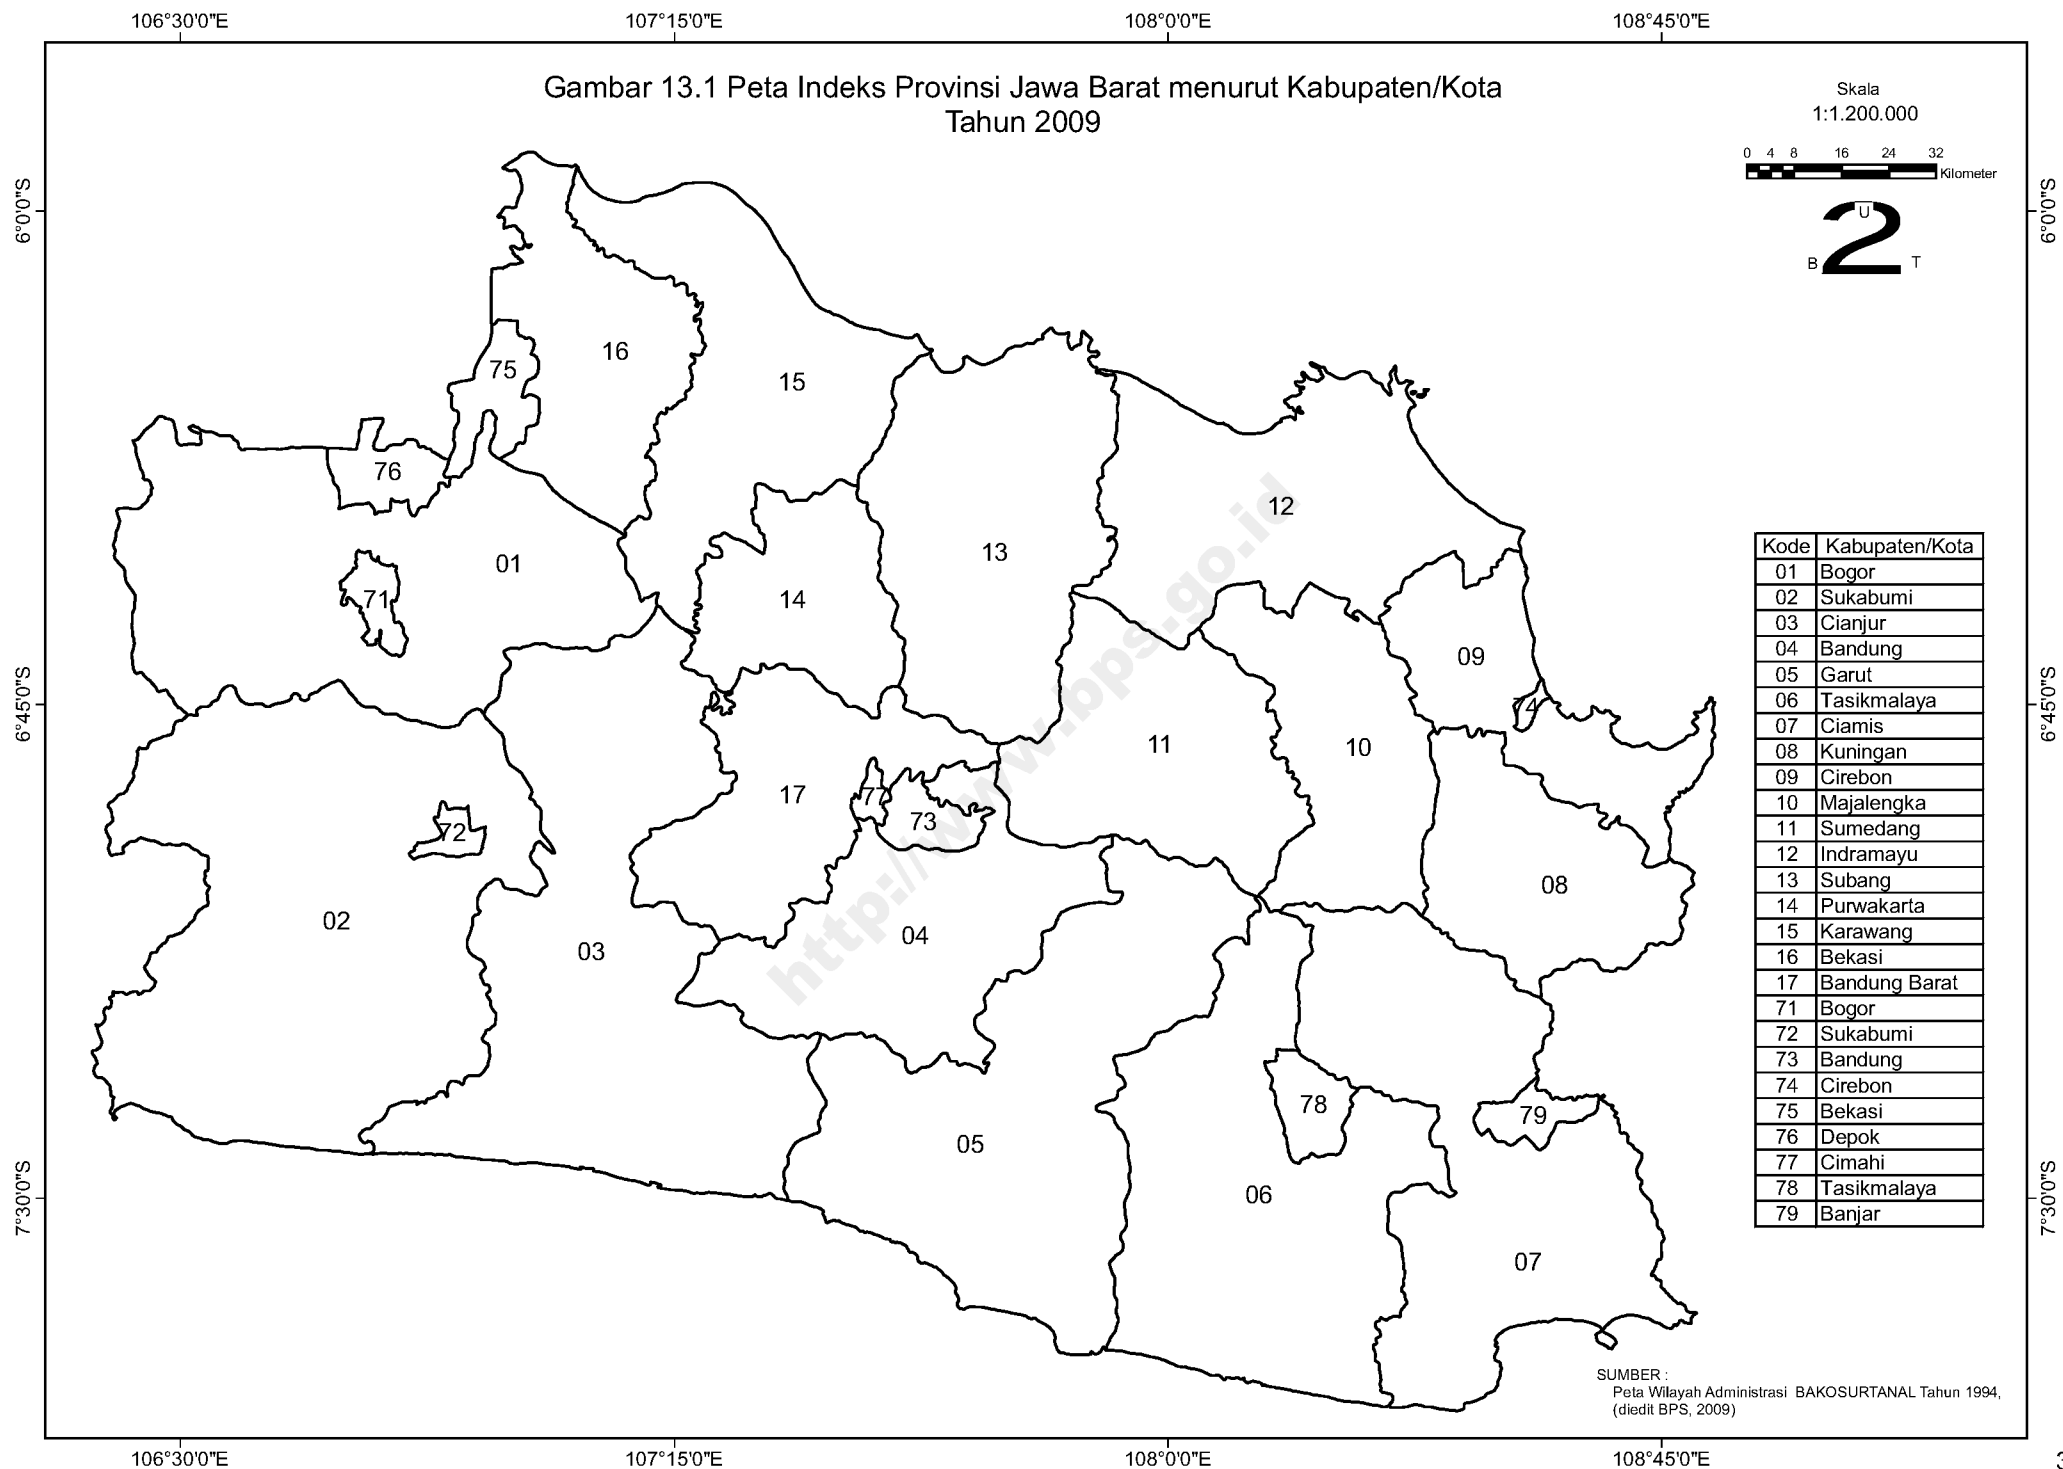 106°30'0"E 107°15'0"E 108°0'0"E 108°45'0"E
Gambar 13.1 Peta Indeks Provinsi Jawa Barat menurut Kabupaten/Kota
Tahun 2009
Skala
1:1.200.000
0 4 8 16 24 32
Kilometer
U
B 2 T
6°0'0"S 6°0'0"S
6°45'0"S 6°45'0"S
7°30'0"S 7°30'0"S
16
75
15
76
12
13
01
71
14
09
74
11
10
17
77
73
72
08
02
04
03
78
79
05
06
07
http://www.bps.go.id
Kode Kabupaten/Kota
01 Bogor
02 Sukabumi
03 Cianjur
04 Bandung
05 Garut
06 Tasikmalaya
07 Ciamis
08 Kuningan
09 Cirebon
10 Majalengka
11 Sumedang
12 Indramayu
13 Subang
14 Purwakarta
15 Karawang
16 Bekasi
17 Bandung Barat
71 Bogor
72 Sukabumi
73 Bandung
74 Cirebon
75 Bekasi
76 Depok
77 Cimahi
78 Tasikmalaya
79 Banjar
SUMBER :
Peta Wilayah Administrasi BAKOSURTANAL Tahun 1994,
(diedit BPS, 2009)
106°30'0"E 107°15'0"E 108°0'0"E 108°45'0"E